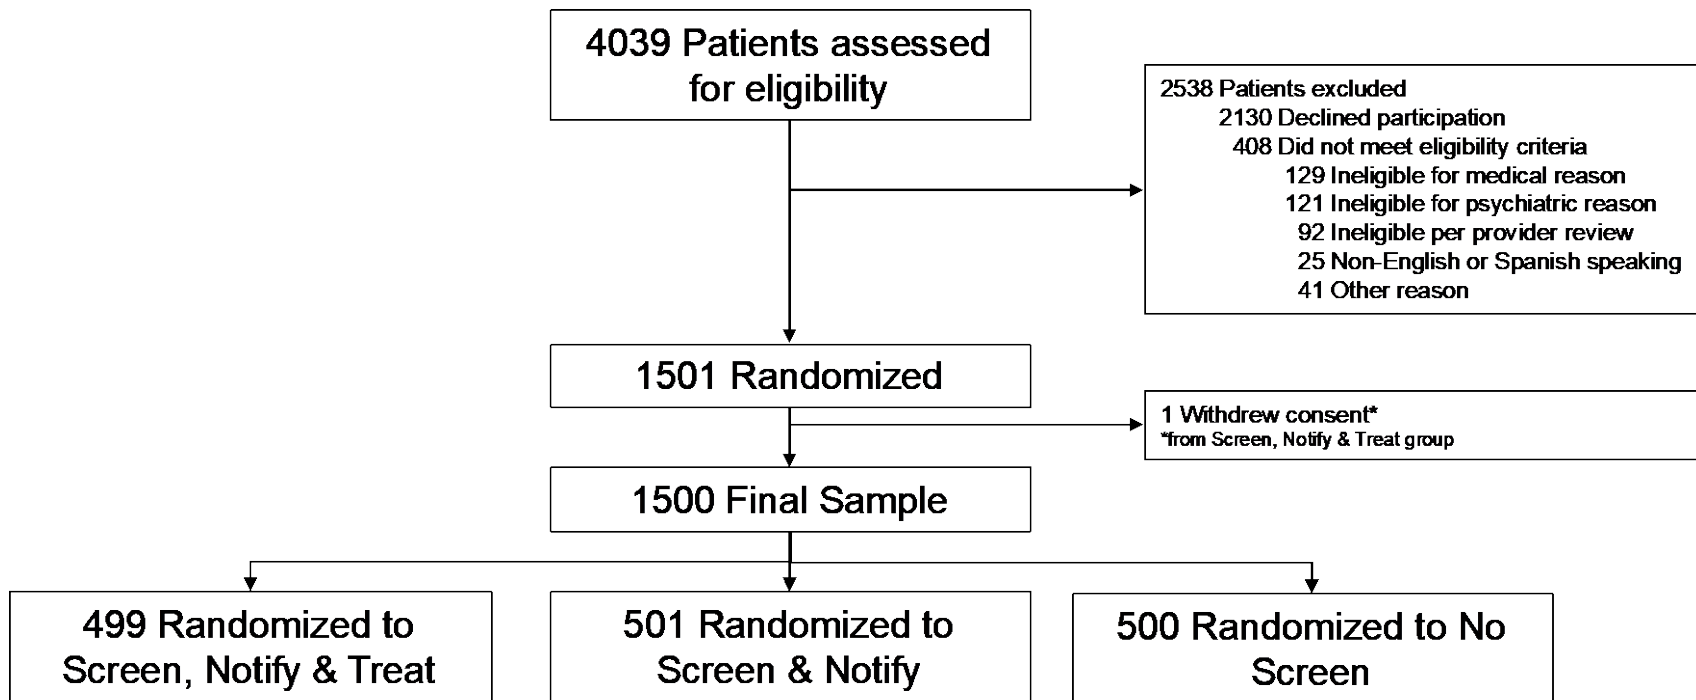 4039 Patients assessed
for eligibility
2538 Patients excluded
2130 Declined participation
408 Did not meet eligibility criteria
129 Ineligible for medical reason
121 Ineligible for psychiatric reason
92 Ineligible per provider review
25 Non-English or Spanish speaking
41 Other reason
1501 Randomized
1 Withdrew consent*
*from Screen, Notify & Treat group
1500 Final Sample
499 Randomized to
Screen, Notify & Treat
501 Randomized to
Screen & Notify
500 Randomized to No
Screen